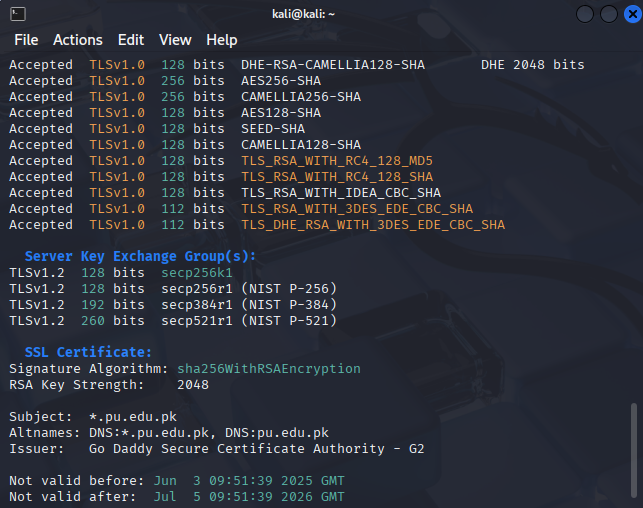 kali@kali: ~
File Actions Edit View Help
Accepted TLSv1.0 128 bits DHE-RSA-CAMELLIA128-SHA DHE 2048 bits
Accepted TLSv1.0 256 bits AES256-SHA
Accepted TLSv1.0 256 bits CAMELLIA256-SHA
Accepted TLSv1.0 128 bits AES128-SHA
Accepted TLSv1.0 128 bits SEED-SHA
Accepted TLSv1.0 128 bits CAMELLIA128-SHA
Accepted TLSv1.0 128 bits TLS_RSA_WITH_RC4_128_MD5
Accepted TLSv1.0 128 bits TLS_RSA_WITH_RC4_128_SHA
Accepted TLSv1.0 128 bits TLS_RSA_WITH_IDEA_CBC_SHA
Accepted TLSv1.0 112 bits TLS_RSA_WITH_3DES_EDE_CBC_SHA
Accepted TLSv1.0 112 bits TLS_DHE_RSA_WITH_3DES_EDE_CBC_SHA
Server Key Exchange Group(s):
TLSv1.2 128 bits secp256k1
TLSv1.2 128 bits secp256r1 (NIST P-256)
TLSv1.2 192 bits secp384r1 (NIST P-384)
TLSv1.2 260 bits secp521r1 (NIST P-521)
SSL Certificate:
Signature Algorithm: sha256WithRSAEncryption
RSA Key Strength: 2048
Subject: *.pu.edu.pk
Altnames: DNS:*.pu.edu.pk, DNS:pu.edu.pk
Issuer: Go Daddy Secure Certificate Authority - G2
Not valid before: Jun 3 09:51:39 2025 GMT
Not valid after: Jul 5 09:51:39 2026 GMT